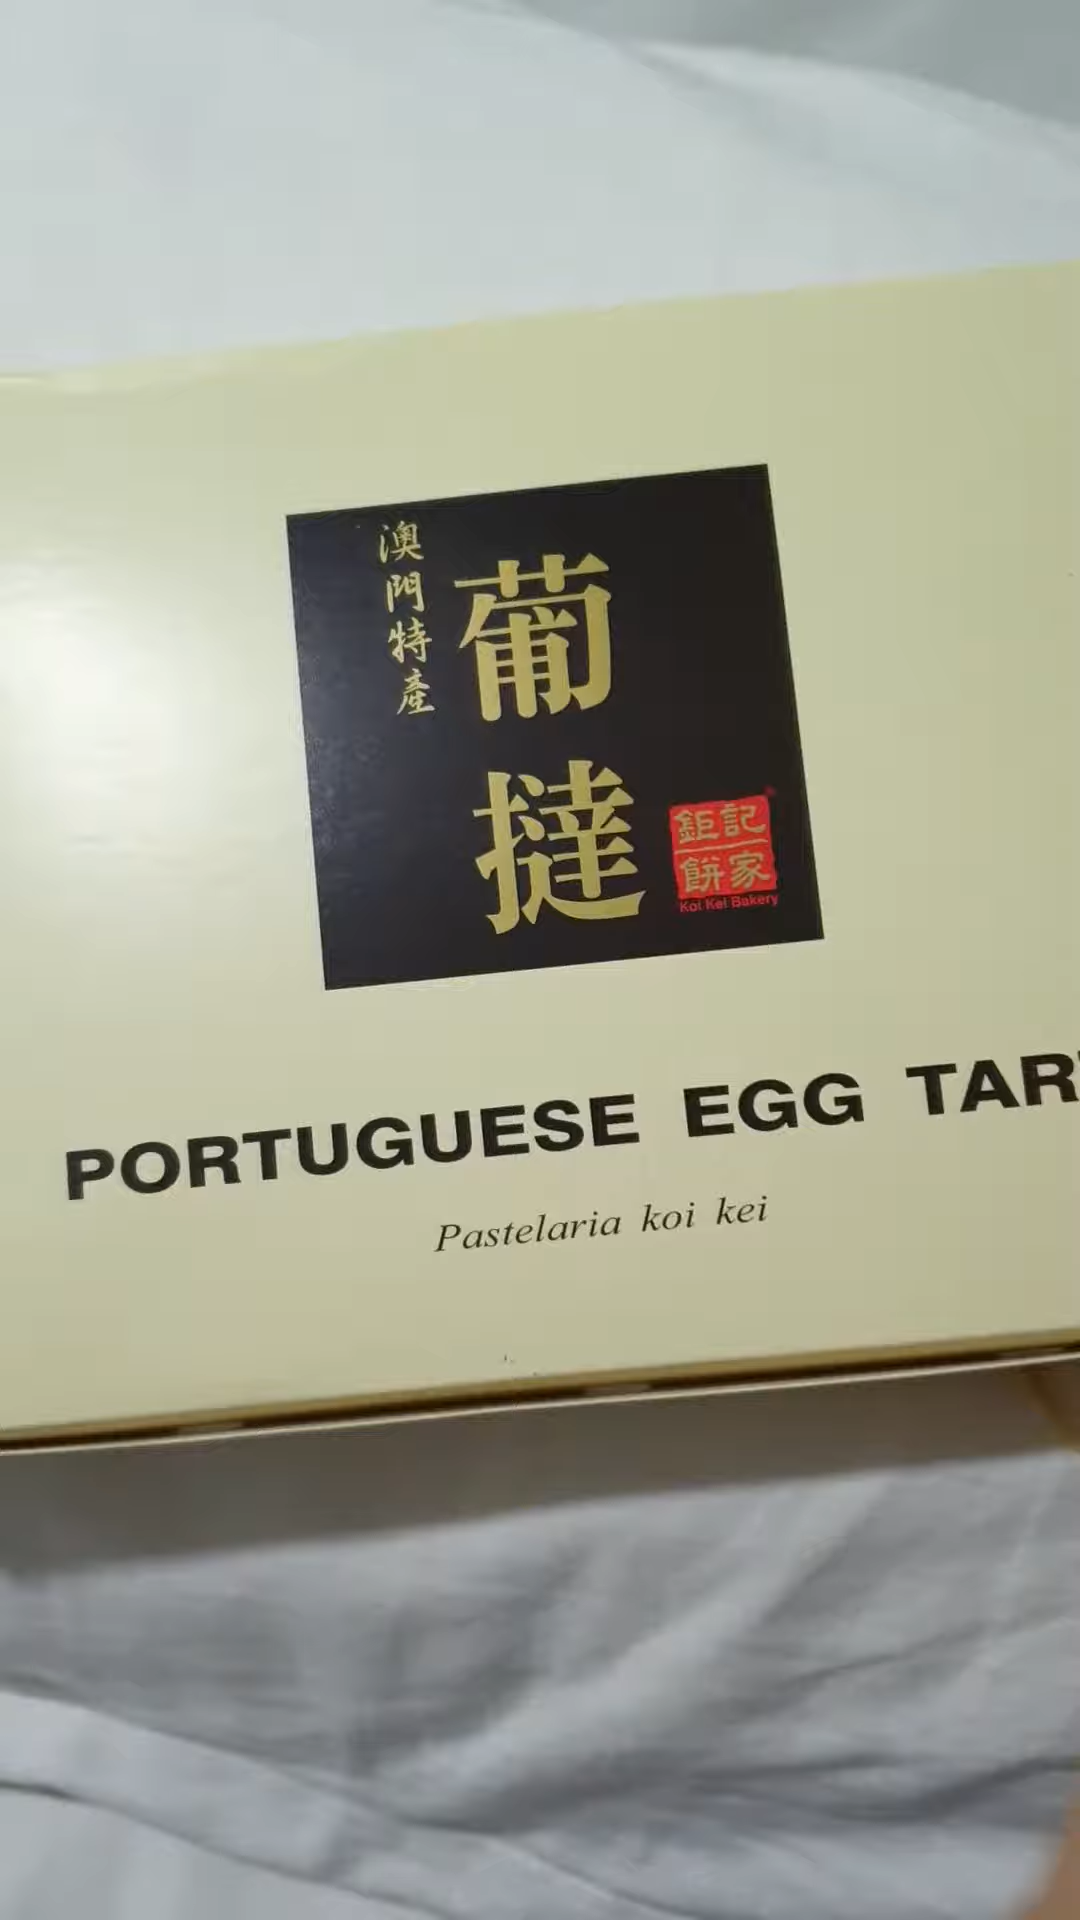 澳門特產
葡撻
鉅記
餅家
Koi Kei Bakery
PORTUGUESE EGG TAR
Pastelaria koi kei